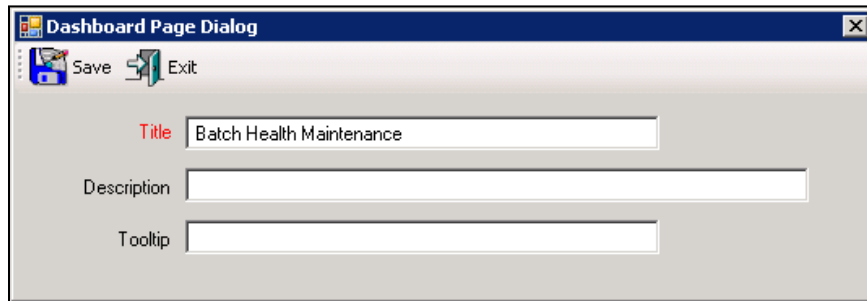 Dashboard Page Dialog
Save Exit
Title Batch Health Maintenance
Description
Tooltip